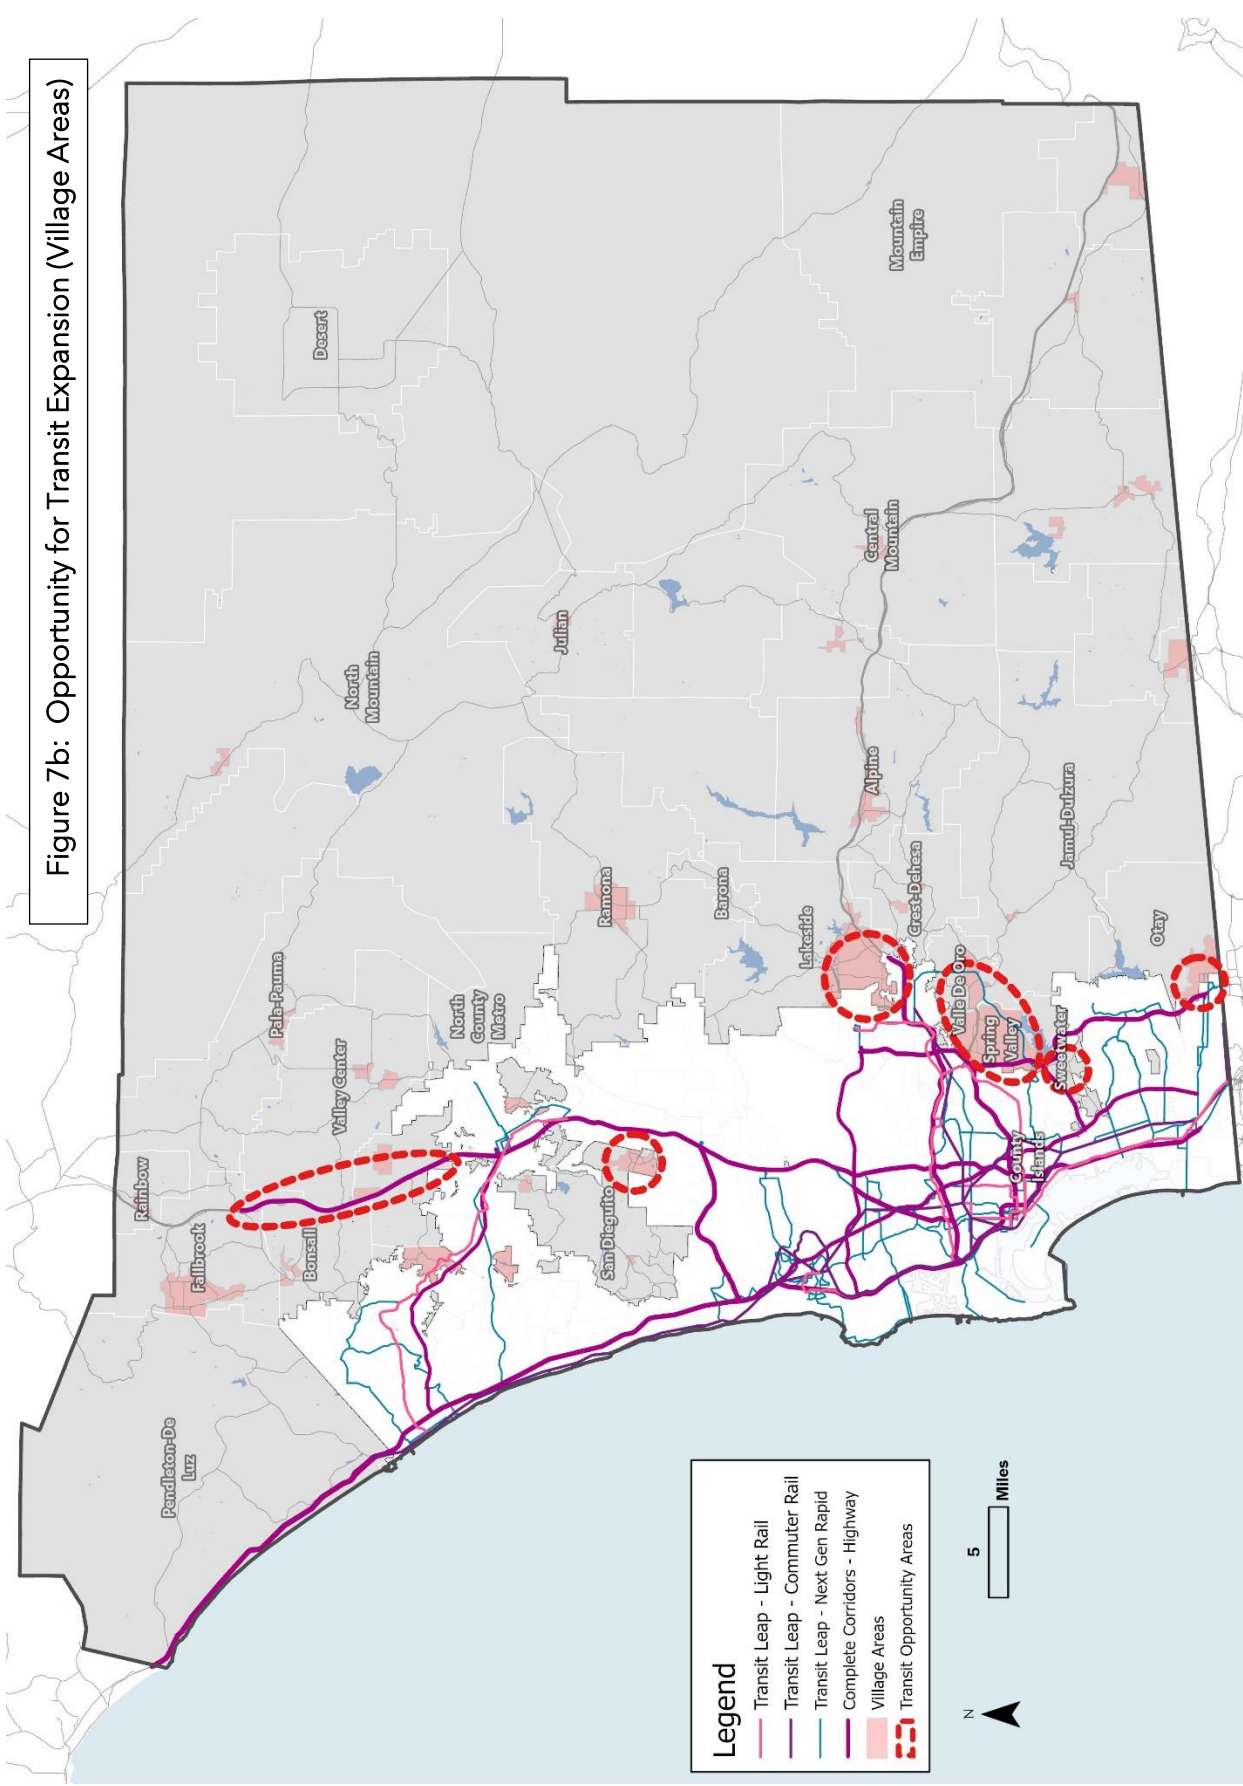 Figure 7b: Opportunity for Transit Expansion (Village Areas)
Pendleton-De
Luz
Fallbrook
Rainbow
Bonsall
Valley Center
Pala-Pauma
North
Mountain
Desert
North
County
Metro
Julian
San Dieguito
Ramona
Barona
Lakeside
Alpine
Central
Mountain
Mountain
Empire
Crest-Dehesa
Valle De Oro
Spring
Valley
County
Islands
Sweetwater
Jamul-Dulzura
Otay
Legend
Transit Leap - Light Rail
Transit Leap - Commuter Rail
Transit Leap - Next Gen Rapid
Complete Corridors - Highway
Village Areas
Transit Opportunity Areas
N
5
Miles